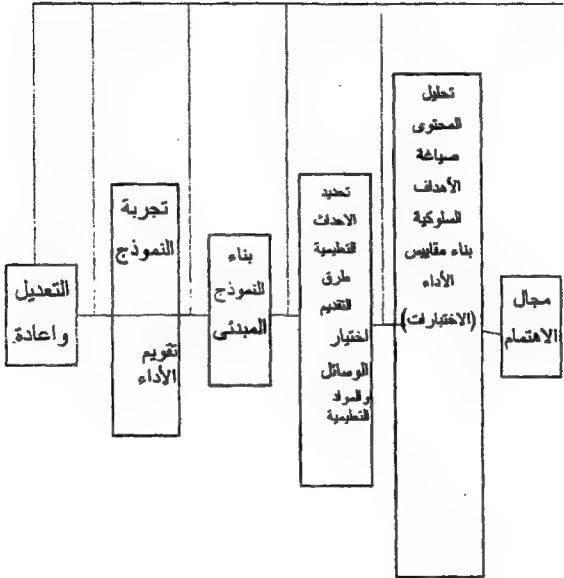 مجال
الاهتمام
تحليل
المحتوى
صياغة
الأهداف
السلوكية
بناء مقاييس
الأداء
(الاختبارات)
تحديد
الاحداث
التعليمية
طرق
التقديم
اختيار
الوسائل
والمواد
التعليمية
بناء
النموذج
المبدئى
تجربة
النموذج
تقويم
الأداء
التعديل
واعادة